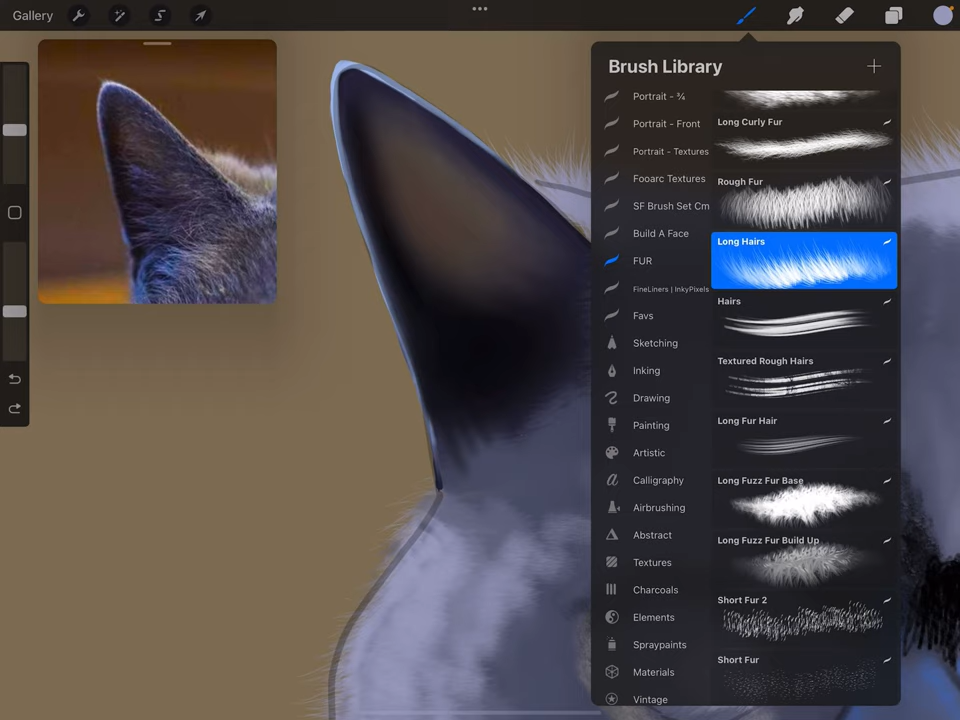 Gallery
Brush Library
Portrait - ¾
Portrait - Front
Portrait - Textures
Fooarc Textures
SF Brush Set Cm
Build A Face
FUR
FineLiners | InkyPixels
Favs
Sketching
Inking
Drawing
Painting
Artistic
Calligraphy
Airbrushing
Abstract
Textures
Charcoals
Elements
Spraypaints
Materials
Vintage
Long Curly Fur
Rough Fur
Long Hairs
Hairs
Textured Rough Hairs
Long Fur Hair
Long Fuzz Fur Base
Long Fuzz Fur Build Up
Short Fur 2
Short Fur